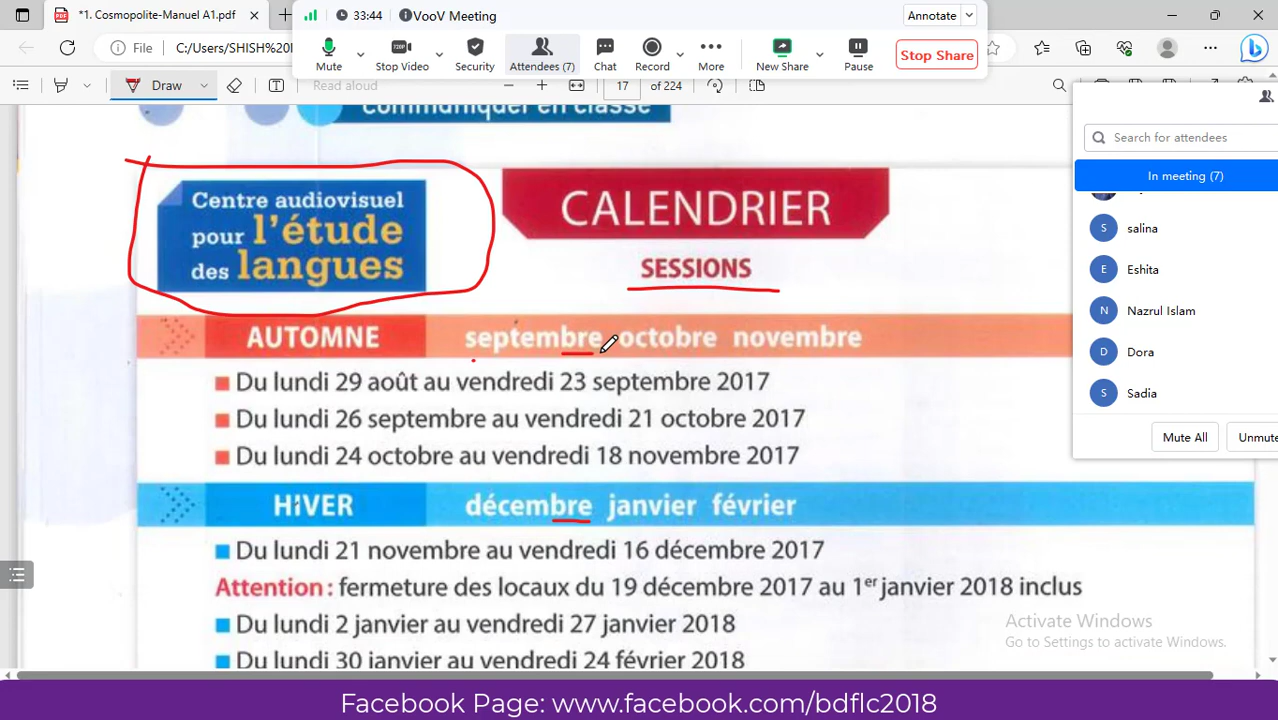 *1. Cosmopolite-Manuel A1.pdf
33:44 VooV Meeting
Annotate
File C:/Users/SHISH
Mute Stop Video Security Attendees (7) Chat Record More New Share Pause Stop Share
720P
Draw Read aloud 17 of 224
communiquer en classe
Search for attendees
In meeting (7)
S salina
E Eshita
N Nazrul Islam
D Dora
S Sadia
Mute All Unmute
Centre audiovisuel
pour l'étude
des langues
CALENDRIER
SESSIONS
AUTOMNE septembre octobre novembre
Du lundi 29 août au vendredi 23 septembre 2017
Du lundi 26 septembre au vendredi 21 octobre 2017
Du lundi 24 octobre au vendredi 18 novembre 2017
HIVER décembre janvier février
Du lundi 21 novembre au vendredi 16 décembre 2017
Attention : fermeture des locaux du 19 décembre 2017 au 1er janvier 2018 inclus
Du lundi 2 janvier au vendredi 27 janvier 2018
Du lundi 30 janvier au vendredi 24 février 2018
Activate Windows
Go to Settings to activate Windows.
Facebook Page: www.facebook.com/bdflc2018